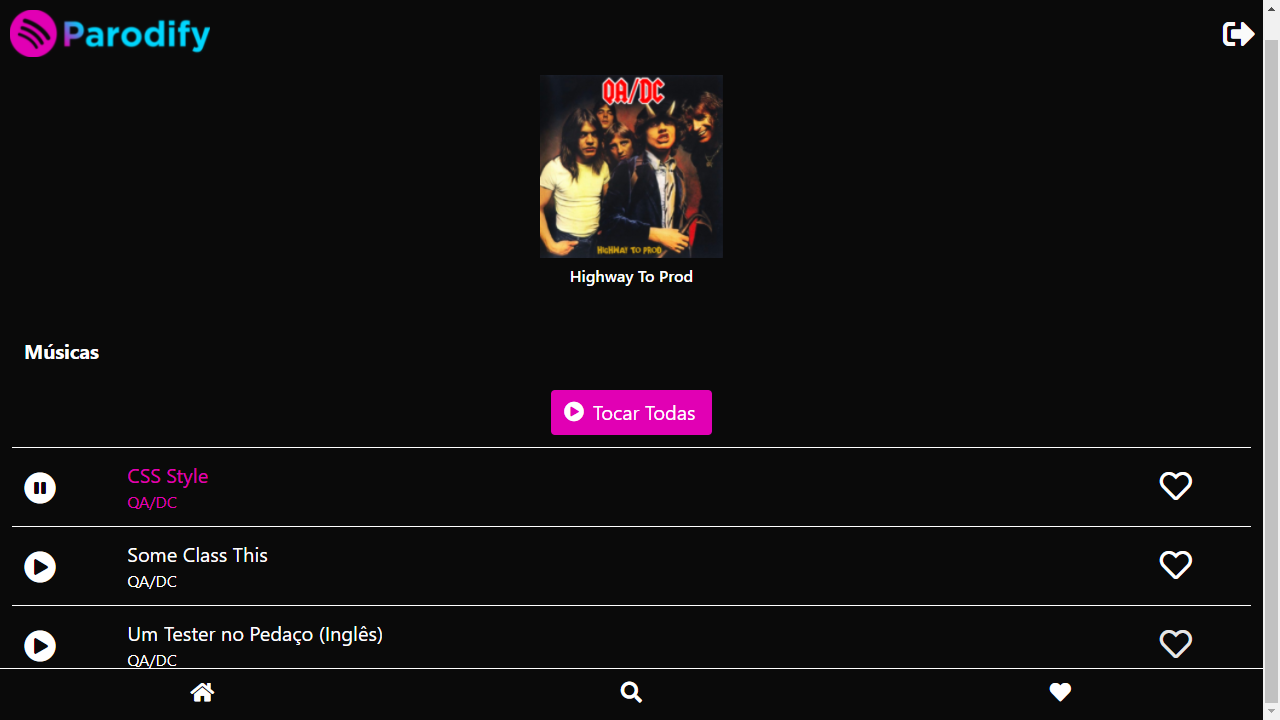 Parodify
QA/DC
HIGHWAY TO PROD
Highway To Prod
Músicas
Tocar Todas
CSS Style
QA/DC
Some Class This
QA/DC
Um Tester no Pedaço (Inglês)
QA/DC